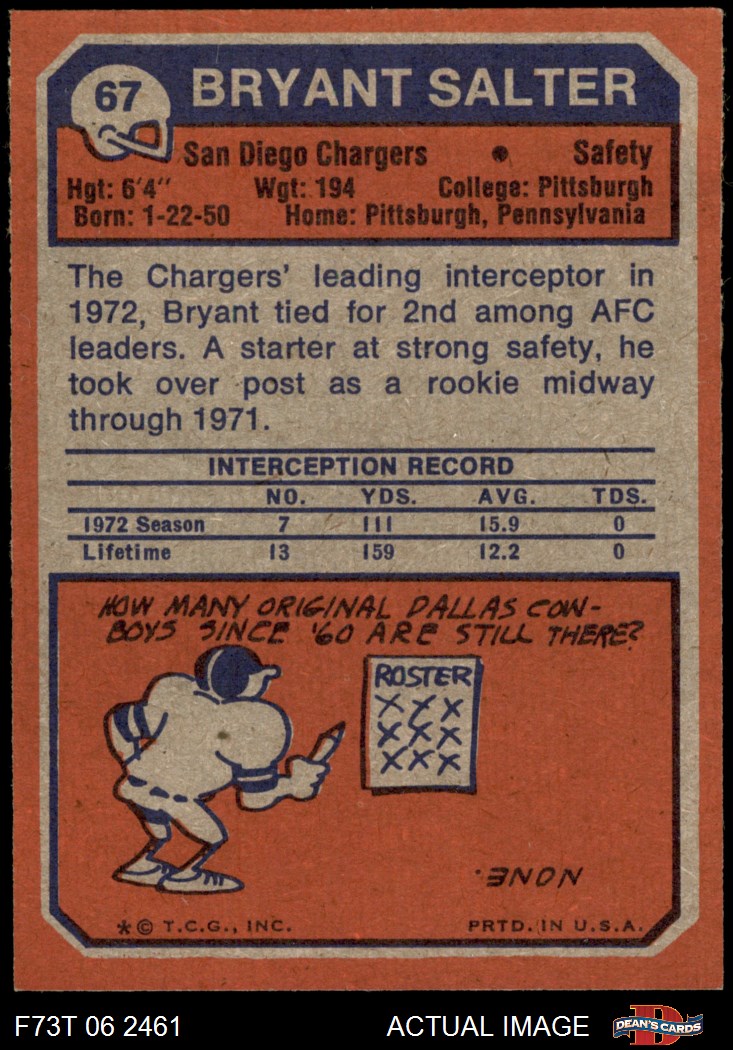 67
BRYANT SALTER
San Diego Chargers • Safety
Hgt: 6'4" Wgt: 194 College: Pittsburgh
Born: 1-22-50 Home: Pittsburgh, Pennsylvania
The Chargers' leading interceptor in
1972, Bryant tied for 2nd among AFC
leaders. A starter at strong safety, he
took over post as a rookie midway
through 1971.
INTERCEPTION RECORD
NO. YDS. AVG. TDS.
1972 Season 7 111 15.9 0
Lifetime 13 159 12.2 0
HOW MANY ORIGINAL DALLAS COW-
BOYS SINCE '60 ARE STILL THERE?
ROSTER
X X X
X X X
X X X
NONE.
*© T.C.G., INC. PRTD. IN U.S.A.
F73T 06 2461 ACTUAL IMAGE D DEAN'S CARDS